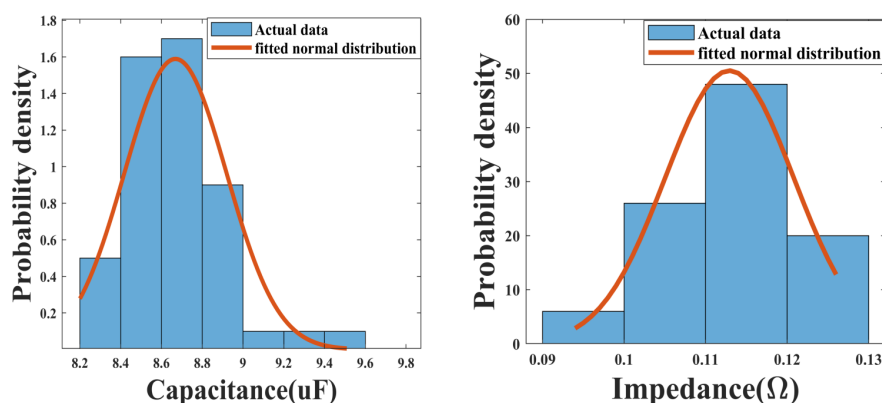 Probability density
1.8
1.6
1.4
1.2
1
0.8
0.6
0.4
0.2
Actual data
fitted normal distribution
8.2 8.4 8.6 8.8 9 9.2 9.4 9.6 9.8
Capacitance(uF)
Probability density
60
50
40
30
20
10
0
Actual data
fitted normal distribution
0.09 0.1 0.11 0.12 0.13
Impedance(Ω)